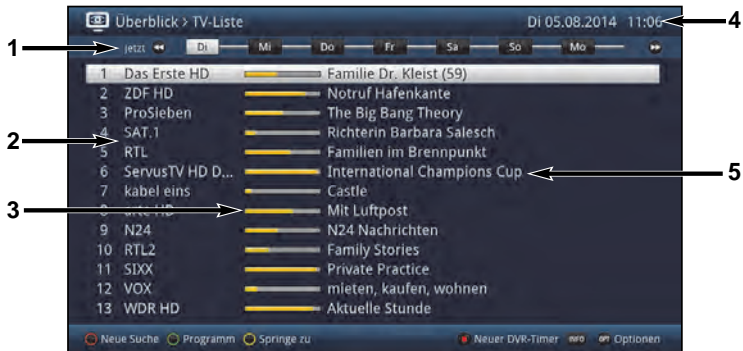 Überblick > TV-Liste Di 05.08.2014 11:06 4
1 jetzt Di Mi Do Fr Sa So Mo
1 Das Erste HD Familie Dr. Kleist (59)
2 ZDF HD Notruf Hafenkante
3 ProSieben The Big Bang Theory
4 SAT.1 Richterin Barbara Salesch
2
5 RTL Familien im Brennpunkt
6 ServusTV HD D... International Champions Cup 5
7 kabel eins Castle
3 8 arte HD Mit Luftpost
9 N24 N24 Nachrichten
10 RTL2 Family Stories
11 SIXX Private Practice
12 VOX mieten, kaufen, wohnen
13 WDR HD Aktuelle Stunde
Neue Suche Programm Springe zu Neuer DVR-Timer INFO OPT Optionen